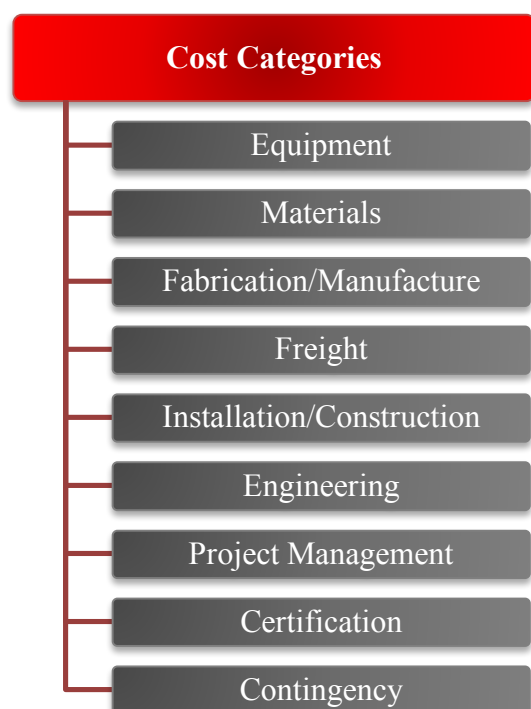 Cost Categories
Equipment
Materials
Fabrication/Manufacture
Freight
Installation/Construction
Engineering
Project Management
Certification
Contingency